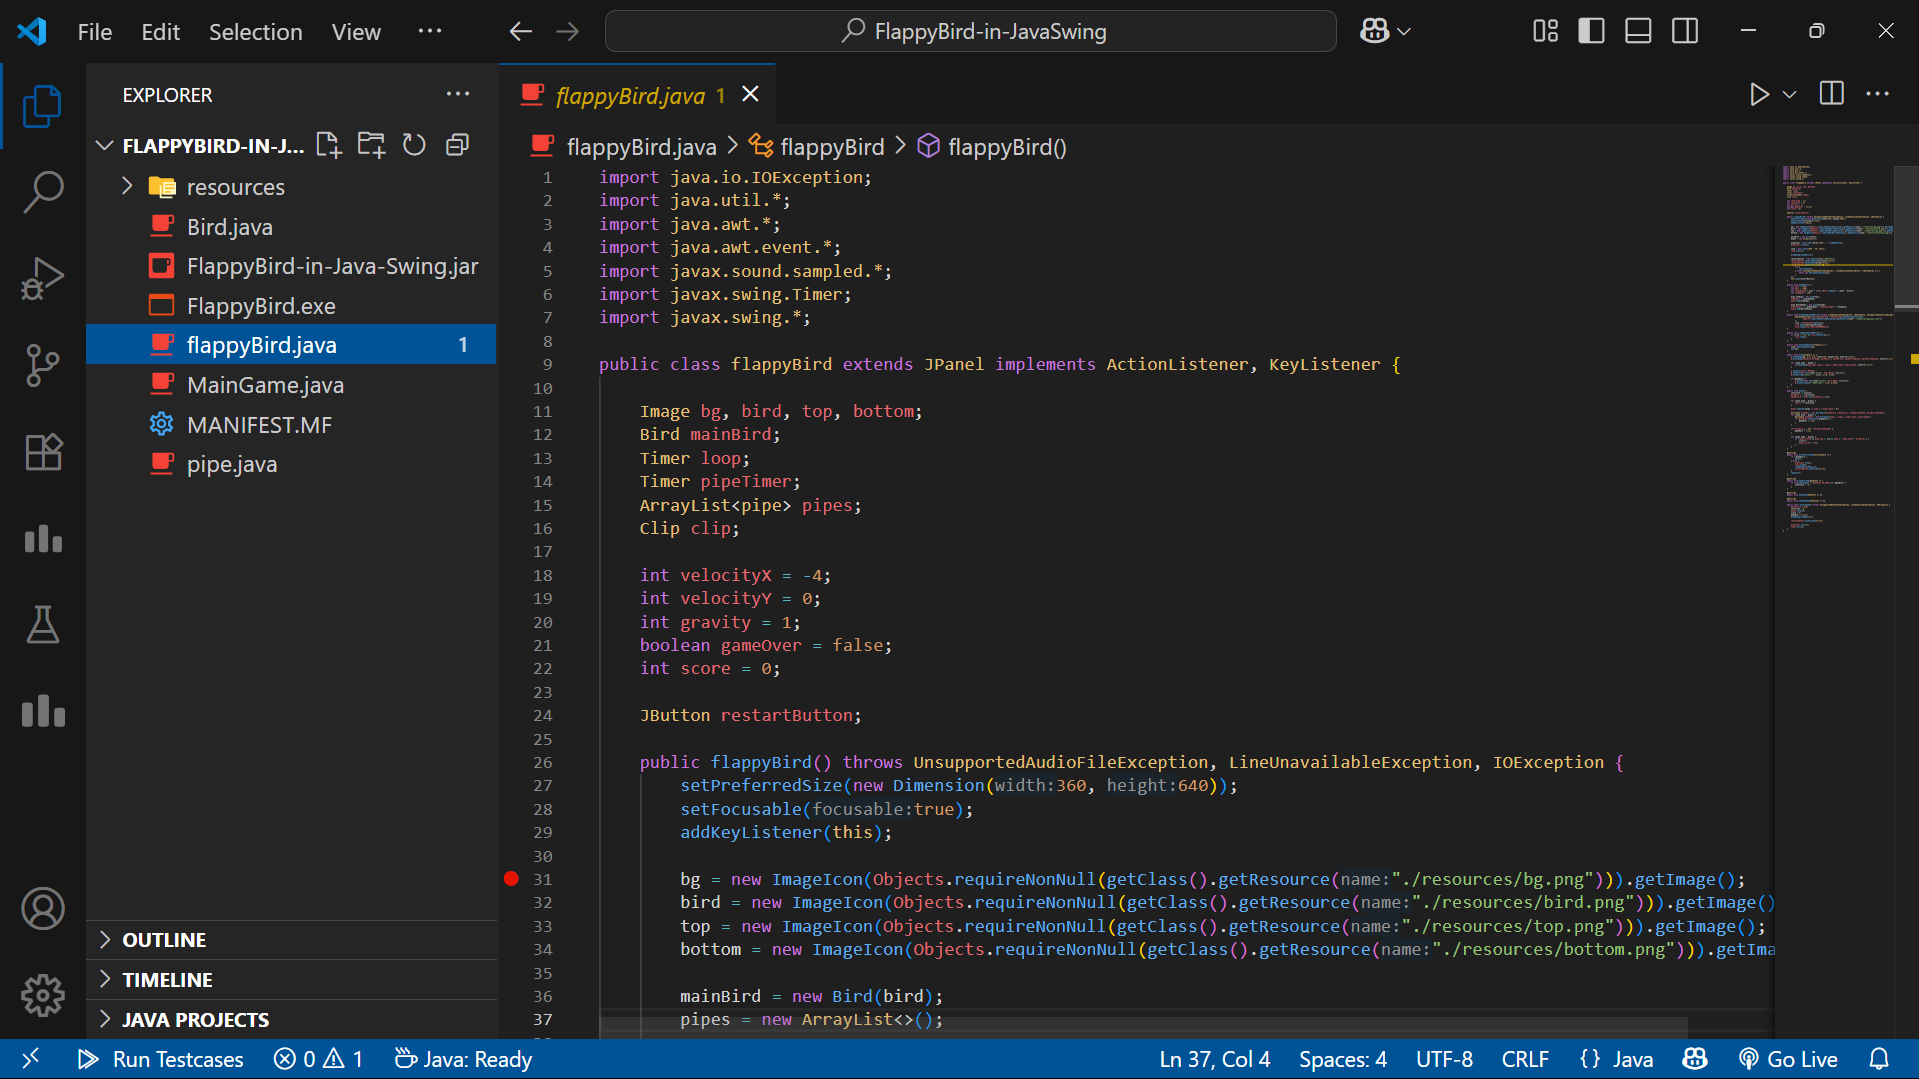 File Edit Selection View ··· FlappyBird-in-JavaSwing
EXPLORER ···
FLAPPYBIRD-IN-J...
resources
Bird.java
FlappyBird-in-Java-Swing.jar
FlappyBird.exe
flappyBird.java 1
MainGame.java
MANIFEST.MF
pipe.java
OUTLINE
TIMELINE
JAVA PROJECTS
flappyBird.java 1
flappyBird.java > flappyBird > flappyBird()
1 import java.io.IOException;
2 import java.util.*;
3 import java.awt.*;
4 import java.awt.event.*;
5 import javax.sound.sampled.*;
6 import javax.swing.Timer;
7 import javax.swing.*;
8
9 public class flappyBird extends JPanel implements ActionListener, KeyListener {
10
11 Image bg, bird, top, bottom;
12 Bird mainBird;
13 Timer loop;
14 Timer pipeTimer;
15 ArrayList<pipe> pipes;
16 Clip clip;
17
18 int velocityX = -4;
19 int velocityY = 0;
20 int gravity = 1;
21 boolean gameOver = false;
22 int score = 0;
23
24 JButton restartButton;
25
26 public flappyBird() throws UnsupportedAudioFileException, LineUnavailableException, IOException {
27 setPreferredSize(new Dimension(width:360, height:640));
28 setFocusable(focusable:true);
29 addKeyListener(this);
30
31 bg = new ImageIcon(Objects.requireNonNull(getClass().getResource(name:"./resources/bg.png"))).getImage();
32 bird = new ImageIcon(Objects.requireNonNull(getClass().getResource(name:"./resources/bird.png"))).getImage()
33 top = new ImageIcon(Objects.requireNonNull(getClass().getResource(name:"./resources/top.png"))).getImage();
34 bottom = new ImageIcon(Objects.requireNonNull(getClass().getResource(name:"./resources/bottom.png"))).getIma
35
36 mainBird = new Bird(bird);
37 pipes = new ArrayList<>();
Run Testcases 0 1 Java: Ready Ln 37, Col 4 Spaces: 4 UTF-8 CRLF {} Java Go Live